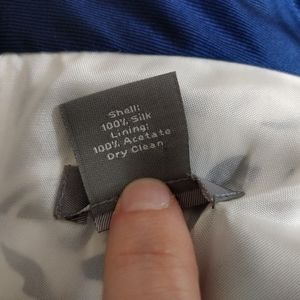 Shell:
100% Silk
Lining:
100% Acetate
Dry Clean